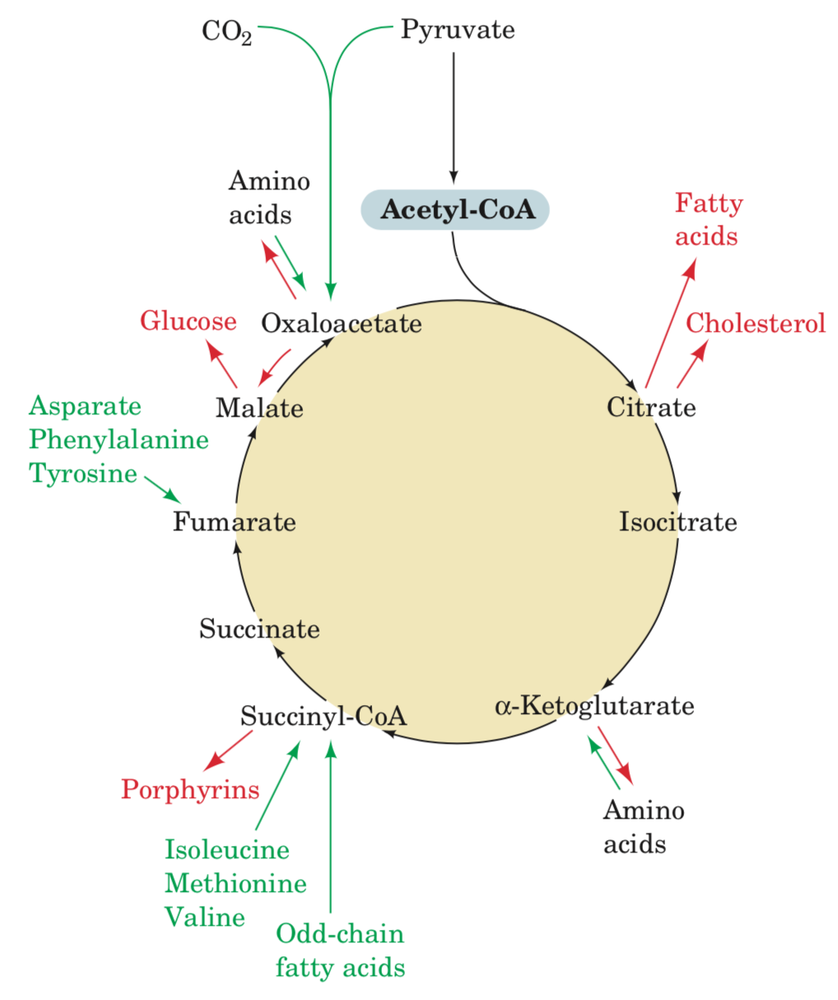 CO₂
Pyruvate
Amino
acids
Acetyl-CoA
Fatty
acids
Glucose
Oxaloacetate
Cholesterol
Malate
Citrate
Asparate
Phenylalanine
Tyrosine
Fumarate
Isocitrate
Succinate
Succinyl-CoA
α-Ketoglutarate
Porphyrins
Amino
acids
Isoleucine
Methionine
Valine
Odd-chain
fatty acids